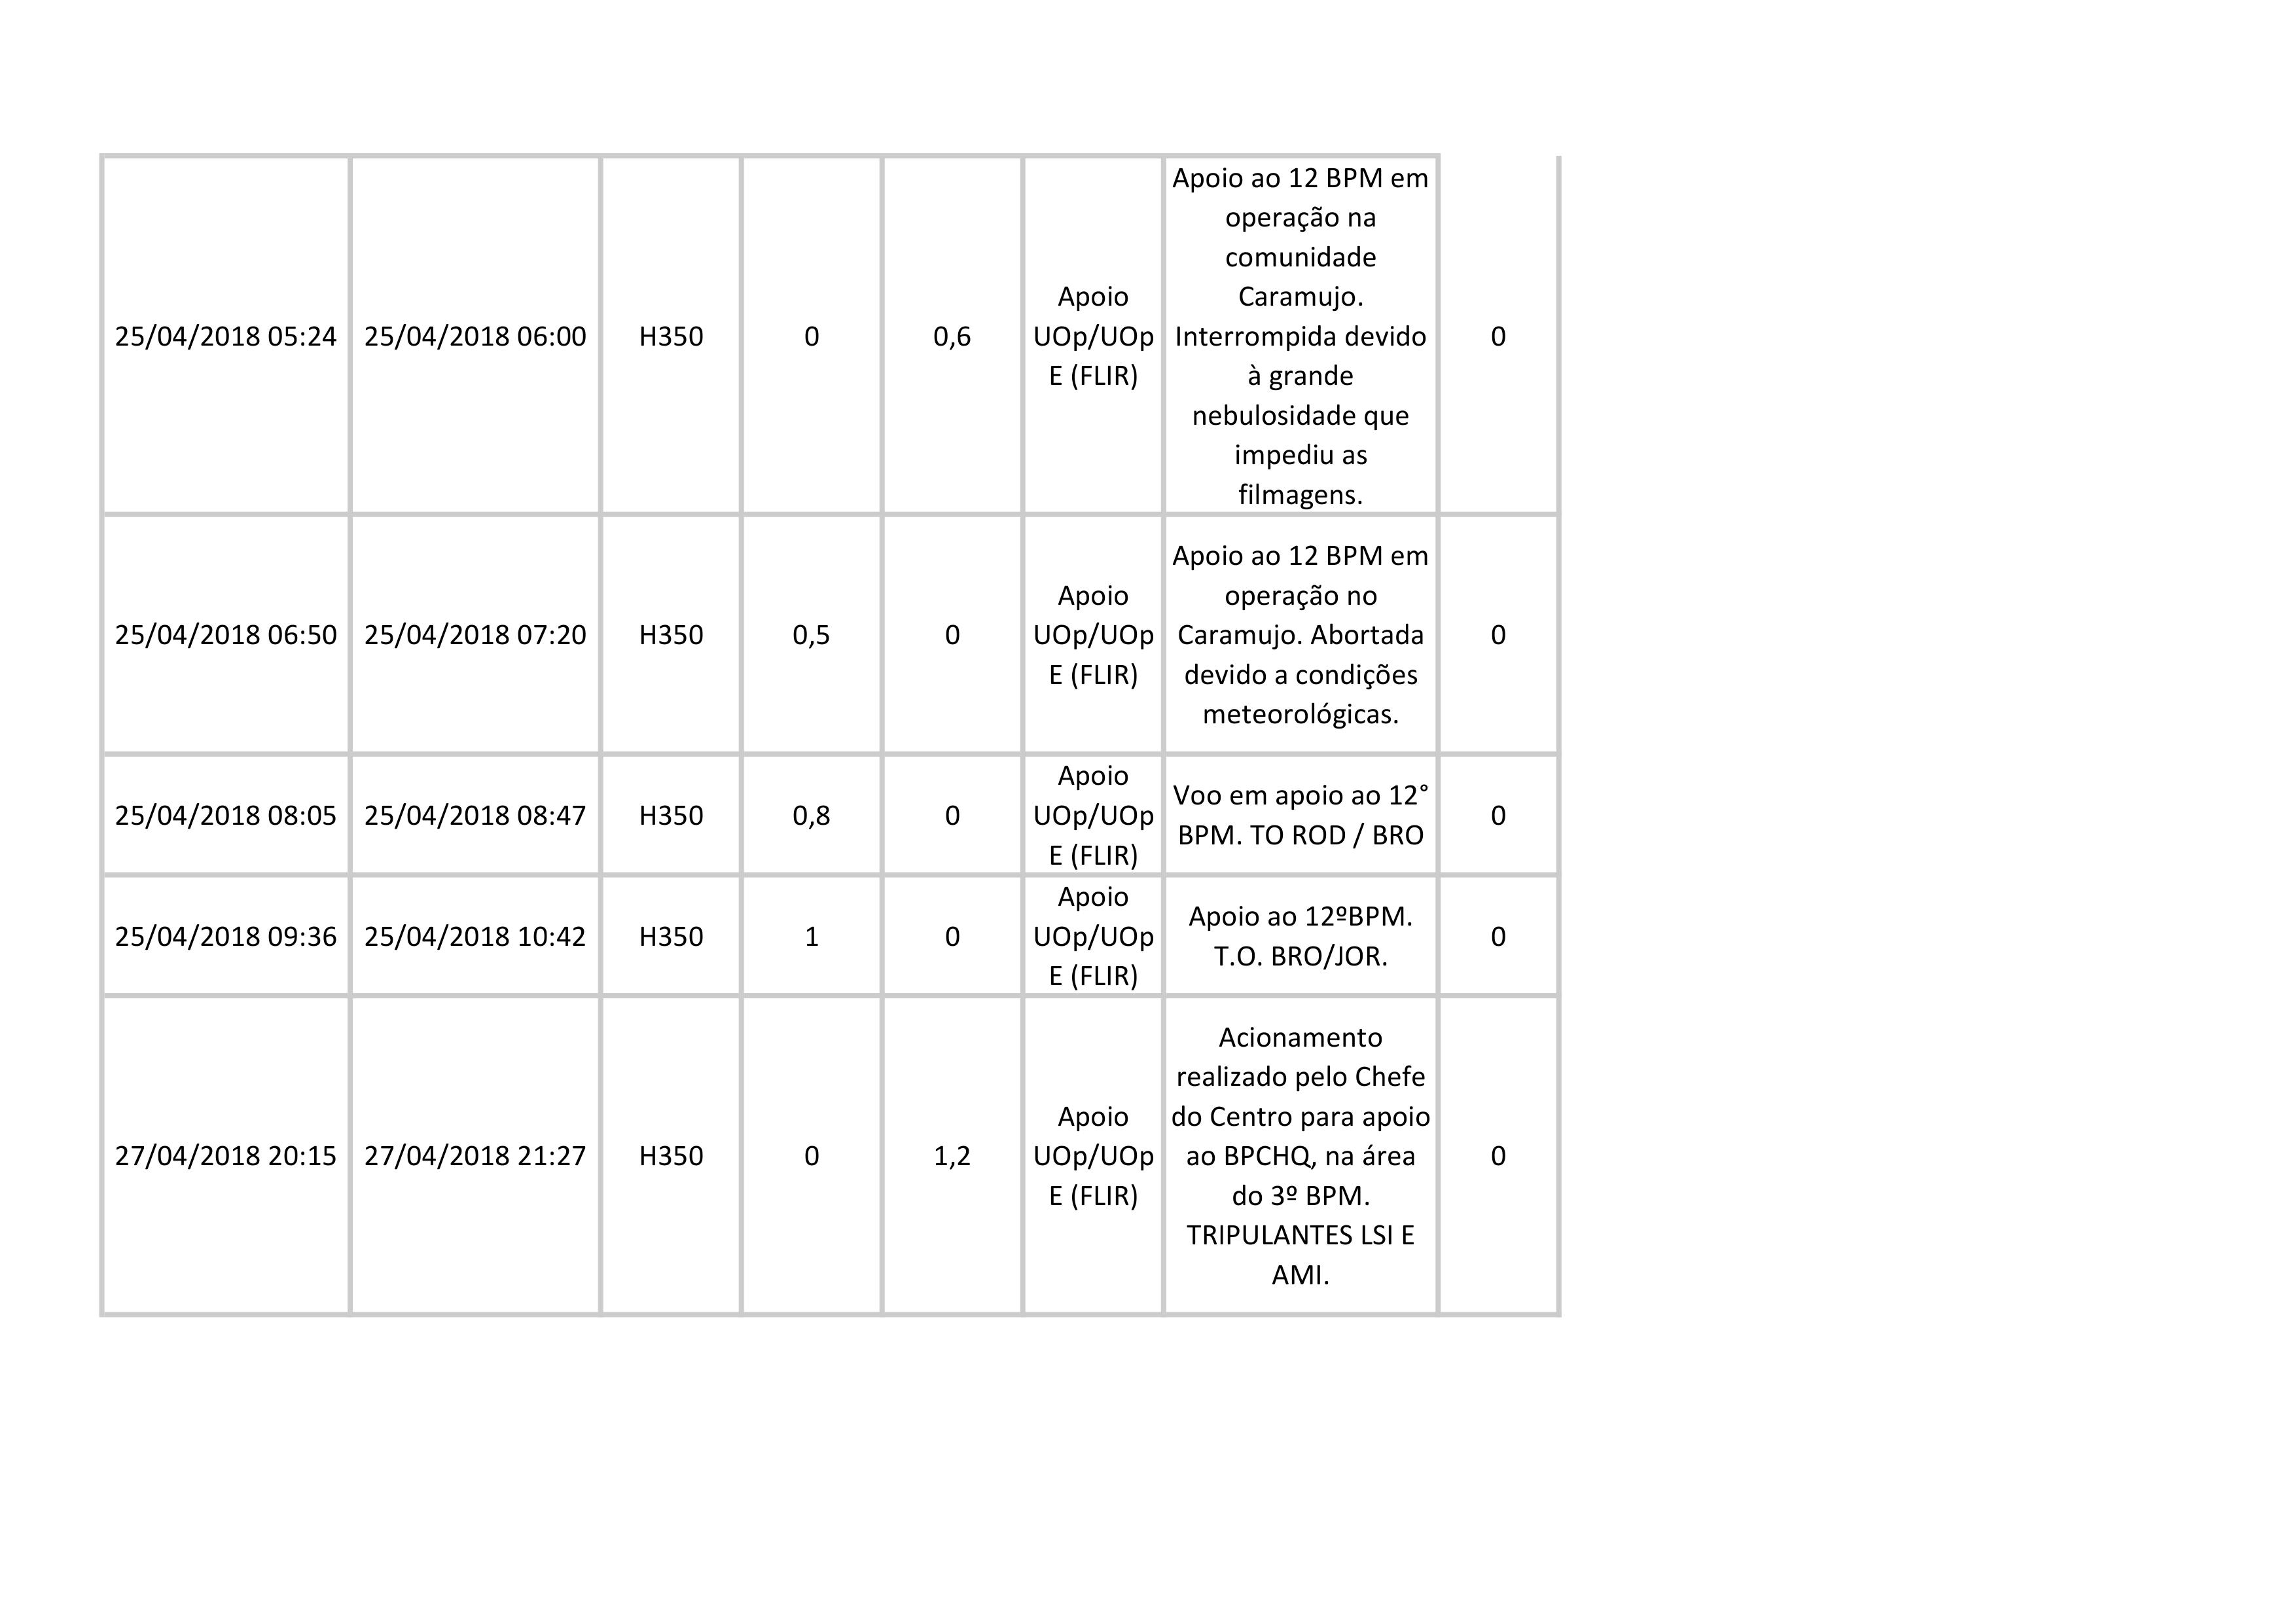 25/04/2018 05:24
25/04/2018 06:00
H350
0
0,6
Apoio
UOp/UOp
E (FLIR)
Apoio ao 12 BPM em
operação na
comunidade
Caramujo.
Interrompida devido
à grande
nebulosidade que
impediu as
filmagens.
0
25/04/2018 06:50
25/04/2018 07:20
H350
0,5
0
Apoio
UOp/UOp
E (FLIR)
Apoio ao 12 BPM em
operação no
Caramujo. Abortada
devido a condições
meteorológicas.
0
25/04/2018 08:05
25/04/2018 08:47
H350
0,8
0
Apoio
UOp/UOp
E (FLIR)
Voo em apoio ao 12°
BPM. TO ROD / BRO
0
25/04/2018 09:36
25/04/2018 10:42
H350
1
0
Apoio
UOp/UOp
E (FLIR)
Apoio ao 12ºBPM.
T.O. BRO/JOR.
0
27/04/2018 20:15
27/04/2018 21:27
H350
0
1,2
Apoio
UOp/UOp
E (FLIR)
Acionamento
realizado pelo Chefe
do Centro para apoio
ao BPCHQ, na área
do 3º BPM.
TRIPULANTES LSI E
AMI.
0